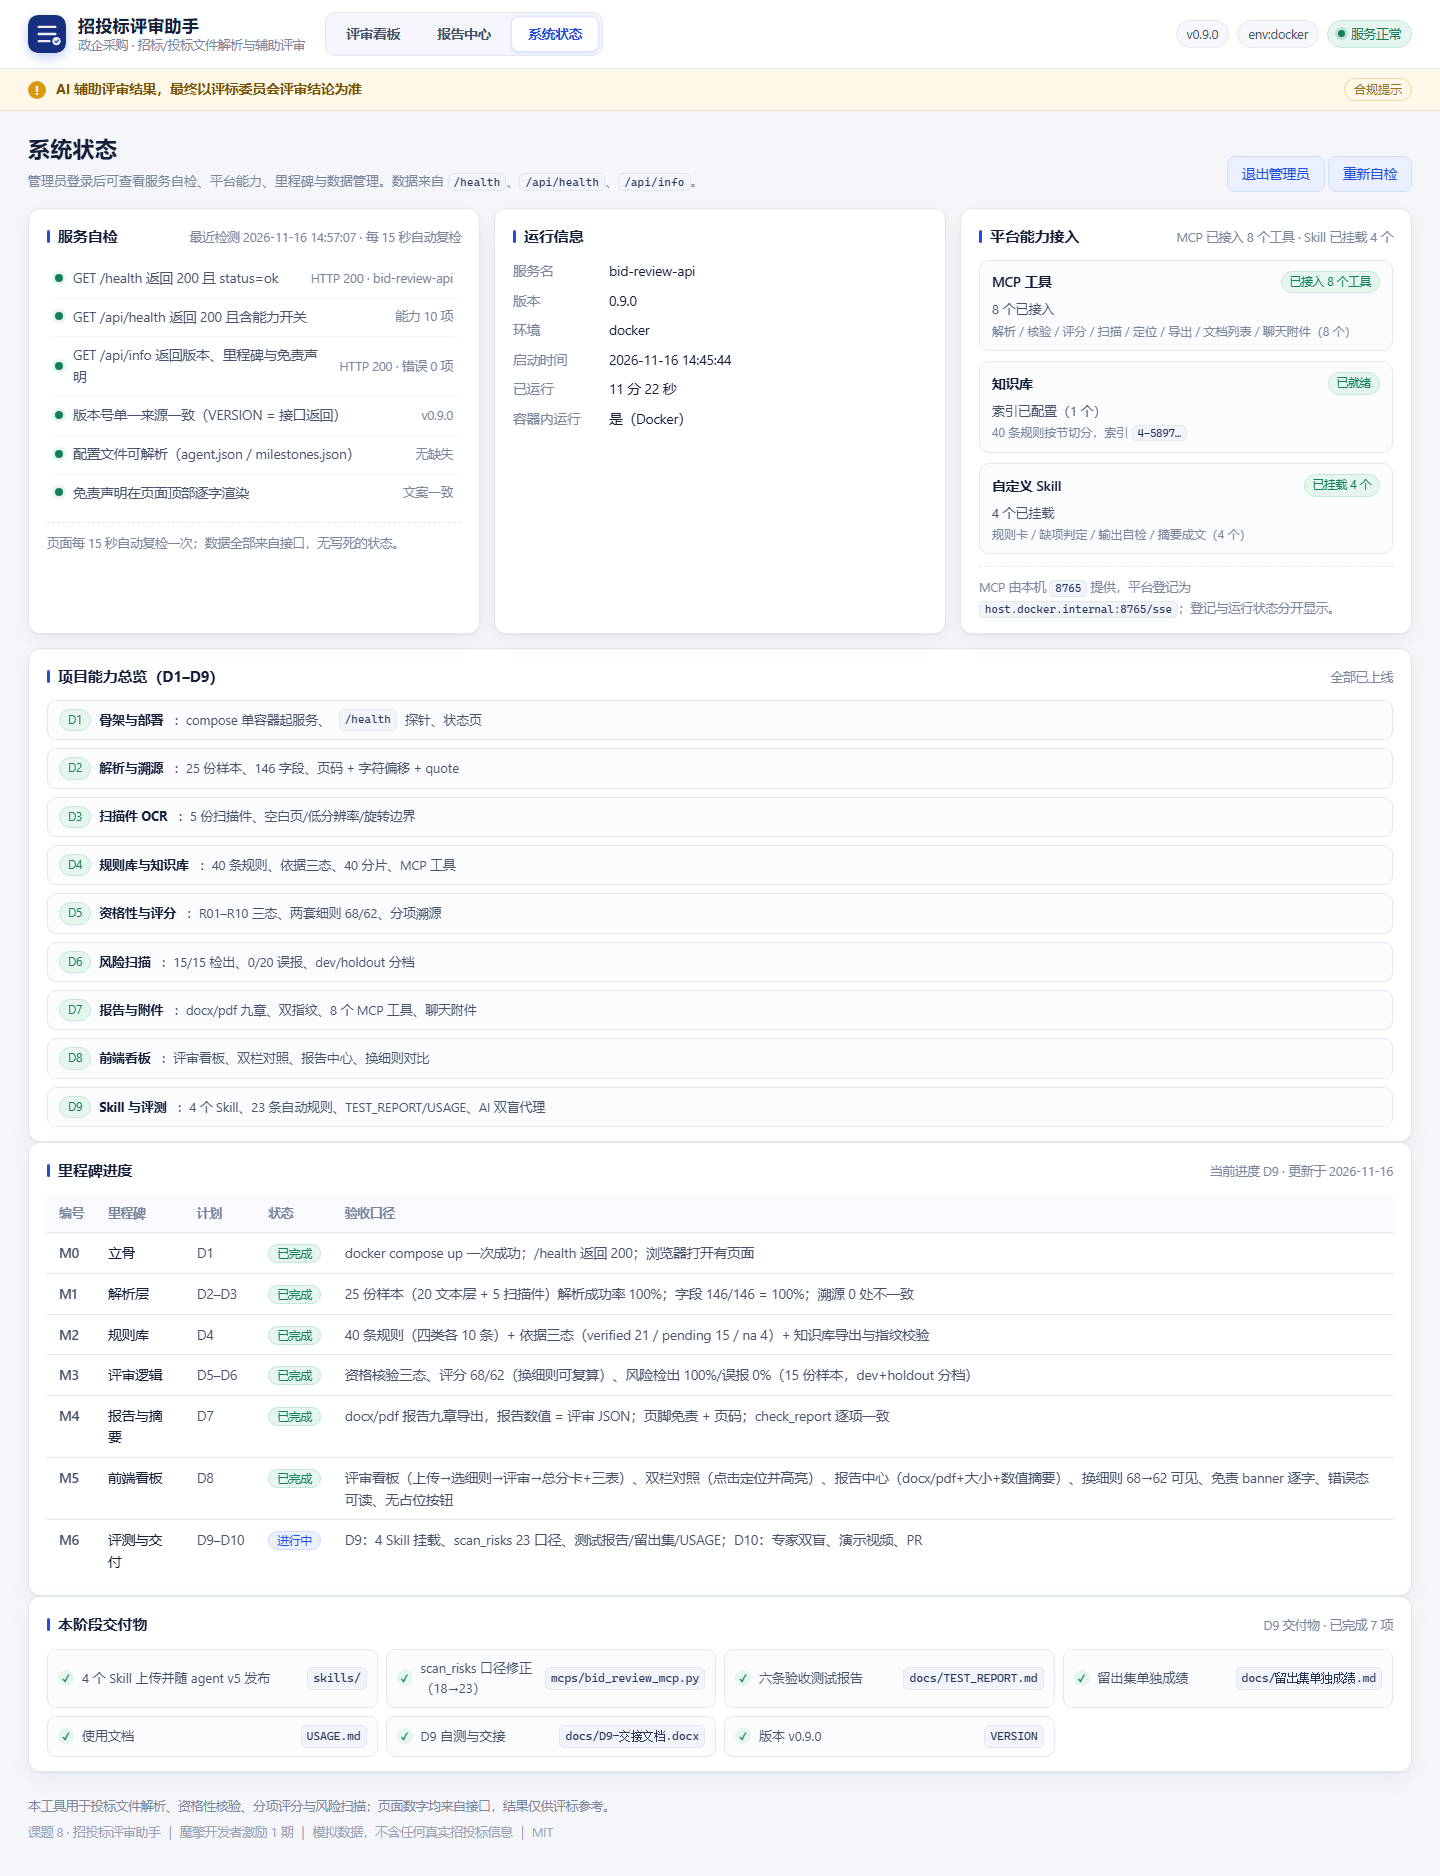 招投标评审助手
政企采购 · 招标/投标文件解析与辅助评审
评审看板 报告中心 系统状态
v0.9.0 env:docker 服务正常
AI 辅助评审结果，最终以评标委员会评审结论为准
合规提示
系统状态
管理员登录后可查看服务自检、平台能力、里程碑与数据管理。数据来自 /health、/api/health、/api/info。
退出管理员 重新自检
服务自检
最近检测 2026-11-16 14:57:07 · 每 15 秒自动复检
GET /health 返回 200 且 status=ok HTTP 200 · bid-review-api
GET /api/health 返回 200 且含能力开关 能力 10 项
GET /api/info 返回版本、里程碑与免责声
明
HTTP 200 · 错误 0 项
版本号单一来源一致（VERSION = 接口返回） v0.9.0
配置文件可解析（agent.json / milestones.json） 无缺失
免责声明在页面顶部逐字渲染 文案一致
页面每 15 秒自动复检一次；数据全部来自接口，无写死的状态。
运行信息
服务名 bid-review-api
版本 0.9.0
环境 docker
启动时间 2026-11-16 14:45:44
已运行 11 分 22 秒
容器内运行 是（Docker）
平台能力接入
MCP 已接入 8 个工具 · Skill 已挂载 4 个
MCP 工具 已接入 8 个工具
8 个已接入
解析 / 核验 / 评分 / 扫描 / 定位 / 导出 / 文档列表 / 聊天附件（8 个）
知识库 已就绪
索引已配置（1 个）
40 条规则按节切分，索引 4-5897…
自定义 Skill 已挂载 4 个
4 个已挂载
规则卡 / 缺项判定 / 输出自检 / 摘要成文（4 个）
MCP 由本机 8765 提供，平台登记为
host.docker.internal:8765/sse；登记与运行状态分开显示。
项目能力总览（D1–D9） 全部已上线
D1 骨架与部署 ： compose 单容器起服务、 /health 探针、状态页
D2 解析与溯源 ： 25 份样本、146 字段、页码 + 字符偏移 + quote
D3 扫描件 OCR ： 5 份扫描件、空白页/低分辨率/旋转边界
D4 规则库与知识库 ： 40 条规则、依据三态、40 分片、MCP 工具
D5 资格性与评分 ： R01–R10 三态、两套细则 68/62、分项溯源
D6 风险扫描 ： 15/15 检出、0/20 误报、dev/holdout 分档
D7 报告与附件 ： docx/pdf 九章、双指纹、8 个 MCP 工具、聊天附件
D8 前端看板 ： 评审看板、双栏对照、报告中心、换细则对比
D9 Skill 与评测 ： 4 个 Skill、23 条自动规则、TEST_REPORT/USAGE、AI 双盲代理
里程碑进度 当前进度 D9 · 更新于 2026-11-16
编号 里程碑 计划 状态 验收口径
M0 立骨 D1 已完成 docker compose up 一次成功；/health 返回 200；浏览器打开有页面
M1 解析层 D2–D3 已完成 25 份样本（20 文本层 + 5 扫描件）解析成功率 100%；字段 146/146 = 100%；溯源 0 处不一致
M2 规则库 D4 已完成 40 条规则（四类各 10 条）+ 依据三态（verified 21 / pending 15 / na 4）+ 知识库导出与指纹校验
M3 评审逻辑 D5–D6 已完成 资格核验三态、评分 68/62（换细则可复算）、风险检出 100%/误报 0%（15 份样本，dev+holdout 分档）
M4 报告与摘
要
D7 已完成 docx/pdf 报告九章导出，报告数值 = 评审 JSON；页脚免责 + 页码；check_report 逐项一致
M5 前端看板 D8 已完成 评审看板（上传→选细则→评审→总分卡+三表）、双栏对照（点击定位并高亮）、报告中心（docx/pdf+大小+数值摘要）、换细则 68→62 可见、免责 banner 逐字、错误态
可读、无占位按钮
M6 评测与交
付
D9–D10 进行中 D9：4 Skill 挂载、scan_risks 23 口径、测试报告/留出集/USAGE；D10：专家双盲、演示视频、PR
本阶段交付物 D9 交付物 · 已完成 7 项
4 个 Skill 上传并随 agent v5 发布 skills/
scan_risks 口径修正
（18→23）
mcps/bid_review_mcp.py
六条验收测试报告 docs/TEST_REPORT.md
留出集单独成绩 docs/留出集单独成绩.md
使用文档 USAGE.md
D9 自测与交接 docs/D9-交接文档.docx
版本 v0.9.0 VERSION
本工具用于投标文件解析、资格性核验、分项评分与风险扫描；页面数字均来自接口，结果仅供评标参考。
课题 8 · 招投标评审助手 | 魔擎开发者激励 1 期 | 模拟数据，不含任何真实招投标信息 | MIT